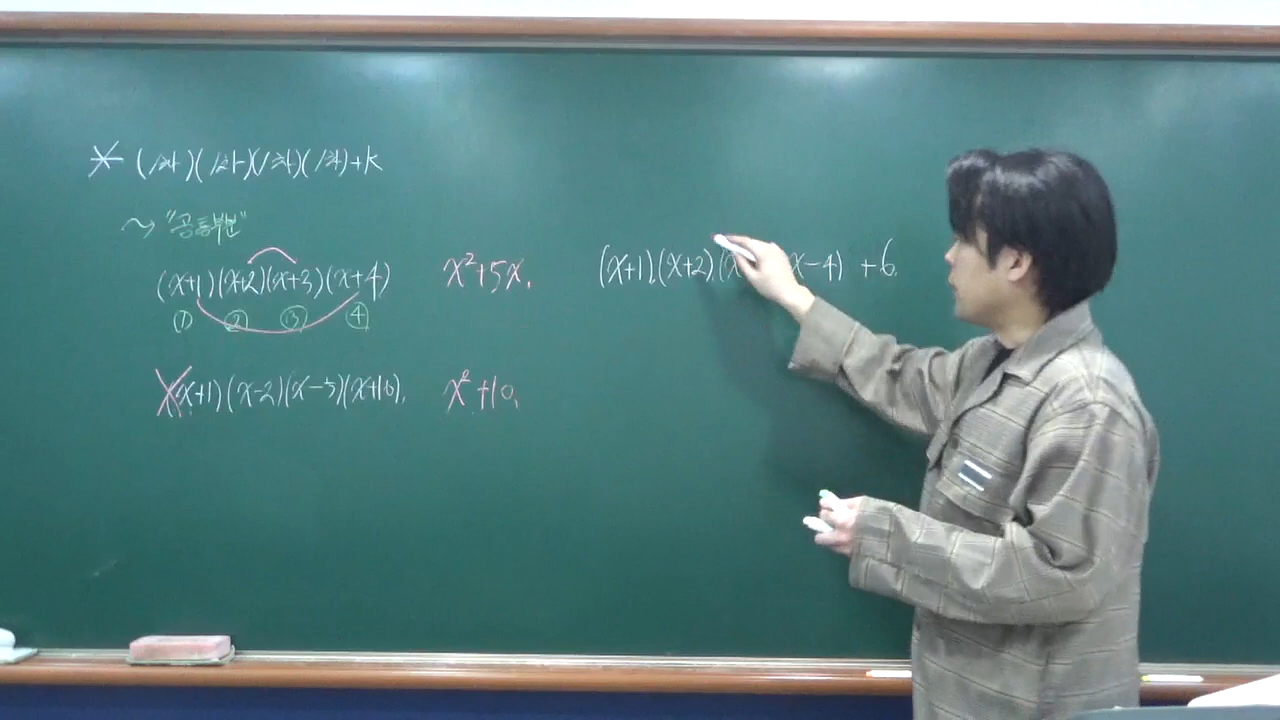 * (1차)(1차)(1차)(1차)+k
~> "공통부분"
(x+1)(x+2)(x+3)(x+4) x²+5x.
① ② ③ ④
(x+1)(x-2)(x-5)(x+10). x²+10.
(x+1)(x+2)(x x-4) +6.